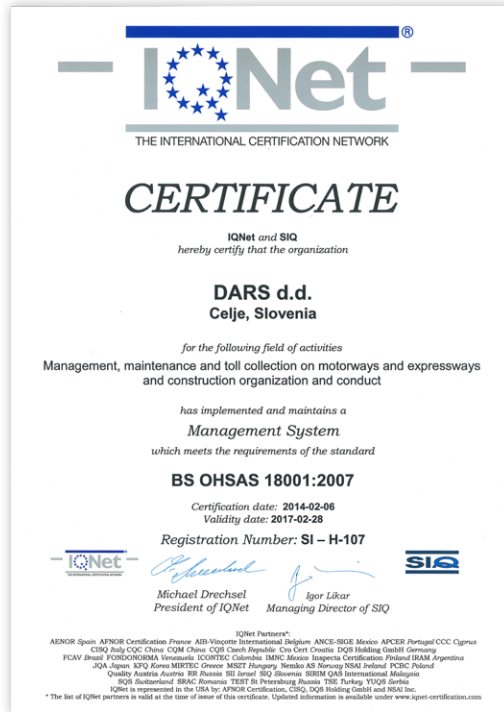 IQNet®
THE INTERNATIONAL CERTIFICATION NETWORK
CERTIFICATE
IQNet and SIQ
hereby certify that the organization
DARS d.d.
Celje, Slovenia
for the following field of activities
Management, maintenance and toll collection on motorways and expressways
and construction organization and conduct
has implemented and maintains a
Management System
which meets the requirements of the standard
BS OHSAS 18001:2007
Certification date: 2014-02-06
Validity date: 2017-02-28
Registration Number: SI – H-107
IQNet
SIQ
Michael Drechsel
President of IQNet
Igor Likar
Managing Director of SIQ
IQNet Partners*:
AENOR Spain AFNOR Certification France AIB-Vinçotte International Belgium ANCE-SIGE Mexico APCER Portugal CCC Cyprus
CISQ Italy CQC China CQM China CQS Czech Republic Cro Cert Croatia DQS Holding GmbH Germany
FCAV Brazil FONDONORMA Venezuela ICONTEC Colombia IMNC Mexico Inspecta Certification Finland IRAM Argentina
JQA Japan KFQ Korea MIRTEC Greece MSZT Hungary Nemko AS Norway NSAI Ireland PCBC Poland
Quality Austria Austria RR Russia SII Israel SIQ Slovenia SIRIM QAS International Malaysia
SQS Switzerland SRAC Romania TEST St Petersburg Russia TSE Turkey YUQS Serbia
IQNet is represented in the USA by: AFNOR Certification, CISQ, DQS Holding GmbH and NSAI Inc.
* The list of IQNet partners is valid at the time of issue of this certificate. Updated information is available under www.iqnet-certification.com